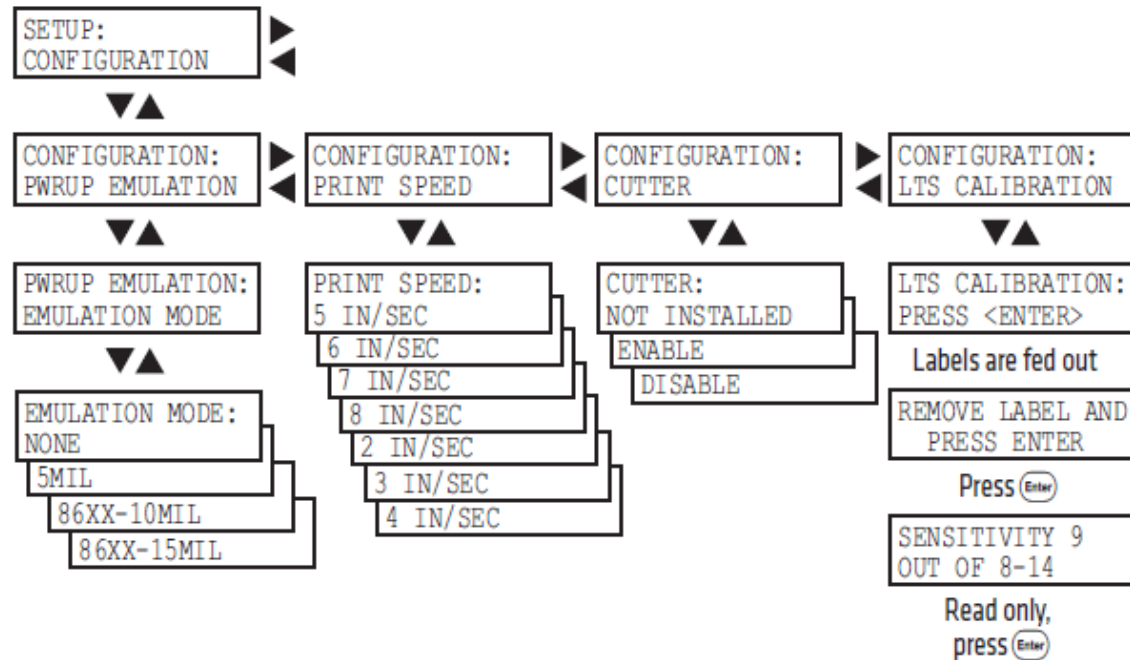 SETUP:
CONFIGURATION
CONFIGURATION:
PWRUP EMULATION
CONFIGURATION:
PRINT SPEED
CONFIGURATION:
CUTTER
CONFIGURATION:
LTS CALIBRATION
PWRUP EMULATION:
EMULATION MODE
PRINT SPEED:
5 IN/SEC
6 IN/SEC
7 IN/SEC
8 IN/SEC
2 IN/SEC
3 IN/SEC
4 IN/SEC
CUTTER:
NOT INSTALLED
ENABLE
DISABLE
LTS CALIBRATION:
PRESS <ENTER>
Labels are fed out
REMOVE LABEL AND
PRESS ENTER
Press Enter
SENSITIVITY 9
OUT OF 8-14
Read only,
press Enter
EMULATION MODE:
NONE
5MIL
86XX-10MIL
86XX-15MIL